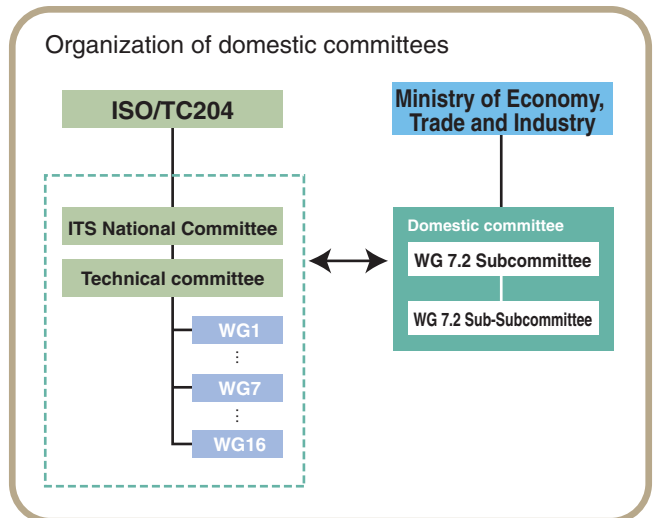 Organization of domestic committees
ISO/TC204
ITS National Committee
Technical committee
WG1
⋮
WG7
⋮
WG16
Ministry of Economy,
Trade and Industry
Domestic committee
WG 7.2 Subcommittee
WG 7.2 Sub-Subcommittee